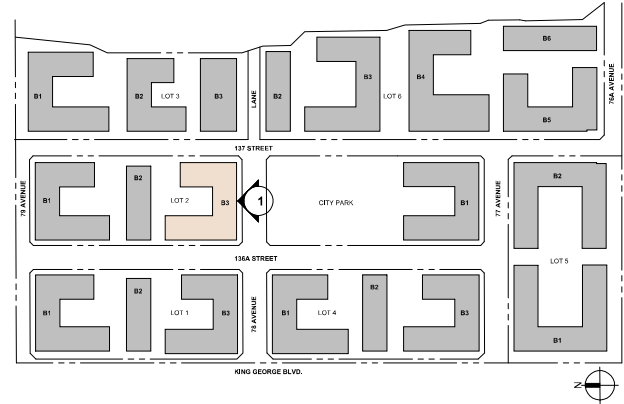 B6
B1
B2
LOT 3
B3
LANE
B2
B3
LOT 6
B4
B5
76A AVENUE
137 STREET
79 AVENUE
B1
B2
LOT 2
B3
1
CITY PARK
B1
77 AVENUE
B2
136A STREET
LOT 5
B1
B2
LOT 1
B3
78 AVENUE
B1
LOT 4
B2
B3
B1
KING GEORGE BLVD.
N